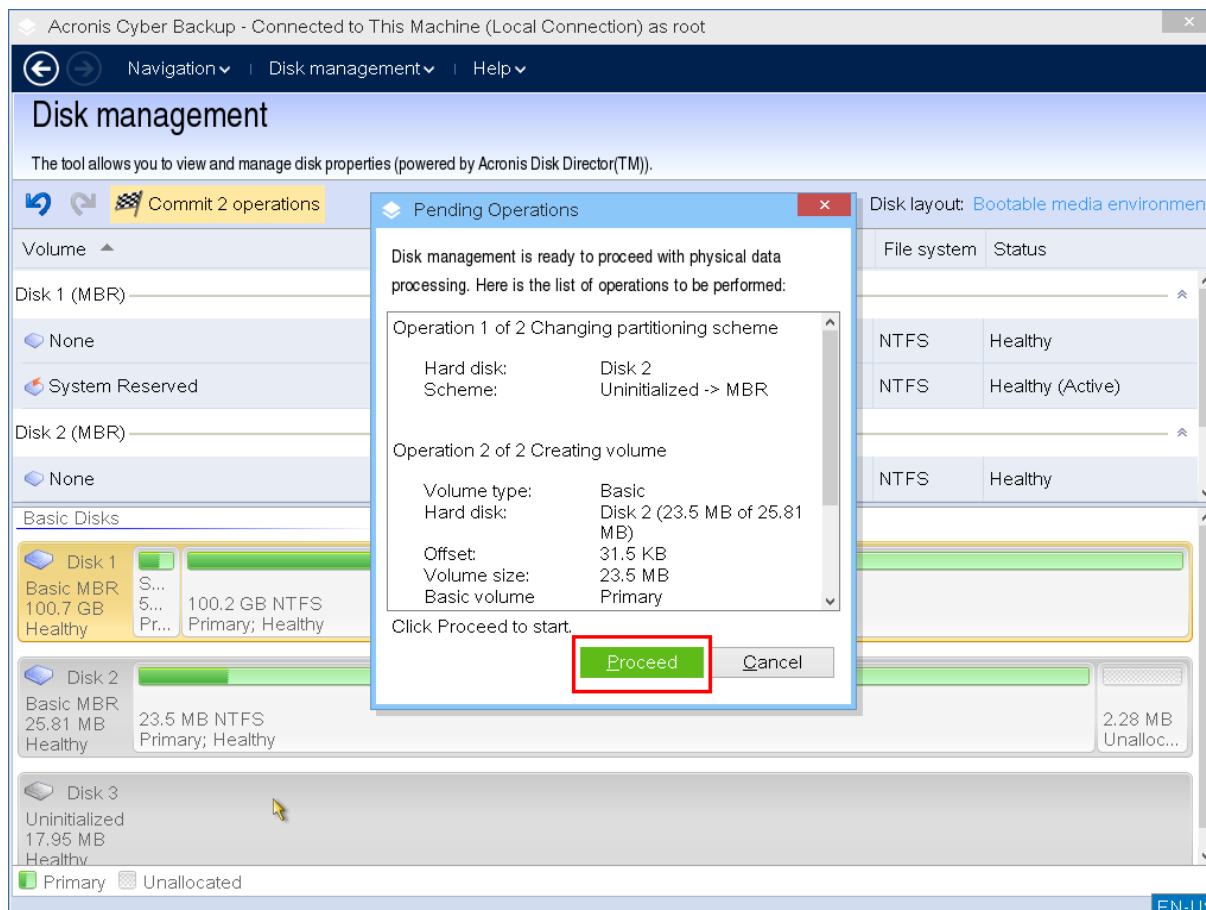 Acronis Cyber Backup - Connected to This Machine (Local Connection) as root
Navigation Disk management Help
Disk management
The tool allows you to view and manage disk properties (powered by Acronis Disk Director(TM)).
Commit 2 operations
Disk layout: Bootable media environmen
Volume File system Status
Disk 1 (MBR)
None NTFS Healthy
System Reserved NTFS Healthy (Active)
Disk 2 (MBR)
None NTFS Healthy
Pending Operations
Disk management is ready to proceed with physical data
processing. Here is the list of operations to be performed:
Operation 1 of 2 Changing partitioning scheme
Hard disk: Disk 2
Scheme: Uninitialized -> MBR
Operation 2 of 2 Creating volume
Volume type: Basic
Hard disk: Disk 2 (23.5 MB of 25.81
MB)
Offset: 31.5 KB
Volume size: 23.5 MB
Basic volume Primary
Click Proceed to start.
Proceed Cancel
Basic Disks
Disk 1
Basic MBR
100.7 GB
Healthy
S...
5...
Pr...
100.2 GB NTFS
Primary; Healthy
Disk 2
Basic MBR
25.81 MB
Healthy
23.5 MB NTFS
Primary; Healthy
2.28 MB
Unalloc...
Disk 3
Uninitialized
17.95 MB
Healthy
Primary Unallocated
EN-U